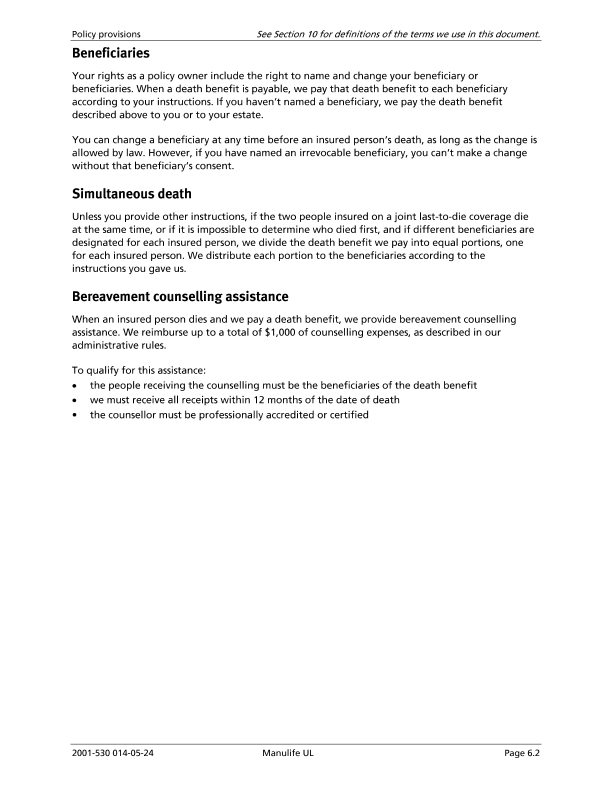 Policy provisions See Section 10 for definitions of the terms we use in this document.
Beneficiaries
Your rights as a policy owner include the right to name and change your beneficiary or
beneficiaries. When a death benefit is payable, we pay that death benefit to each beneficiary
according to your instructions. If you haven’t named a beneficiary, we pay the death benefit
described above to you or to your estate.
You can change a beneficiary at any time before an insured person’s death, as long as the change is
allowed by law. However, if you have named an irrevocable beneficiary, you can’t make a change
without that beneficiary’s consent.
Simultaneous death
Unless you provide other instructions, if the two people insured on a joint last-to-die coverage die
at the same time, or if it is impossible to determine who died first, and if different beneficiaries are
designated for each insured person, we divide the death benefit we pay into equal portions, one
for each insured person. We distribute each portion to the beneficiaries according to the
instructions you gave us.
Bereavement counselling assistance
When an insured person dies and we pay a death benefit, we provide bereavement counselling
assistance. We reimburse up to a total of $1,000 of counselling expenses, as described in our
administrative rules.
To qualify for this assistance:
• the people receiving the counselling must be the beneficiaries of the death benefit
• we must receive all receipts within 12 months of the date of death
• the counsellor must be professionally accredited or certified
2001-530 014-05-24 Manulife UL Page 6.2